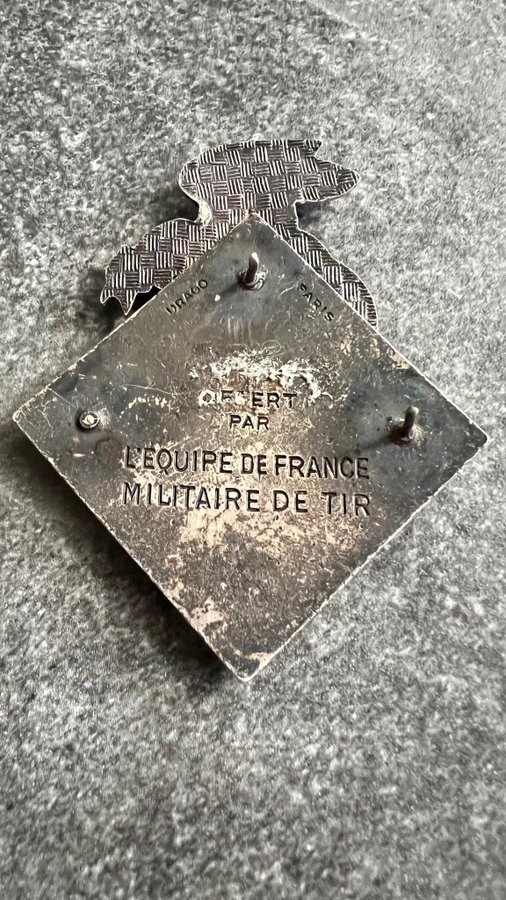 DRAGO PARIS
OFFERT
PAR
L'EQUIPE DE FRANCE
MILITAIRE DE TIR